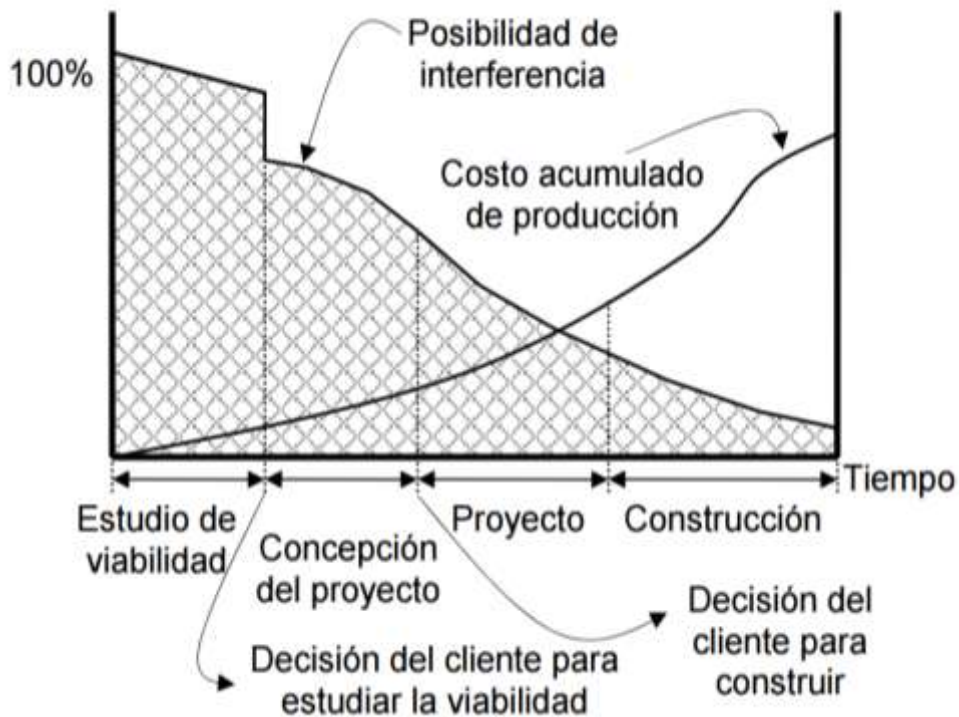 Posibilidad de
interferencia
100%
Costo acumulado
de producción
Tiempo
Estudio de
viabilidad
Concepción
del proyecto
Proyecto
Construcción
Decisión del cliente para
estudiar la viabilidad
Decisión del
cliente para
construir